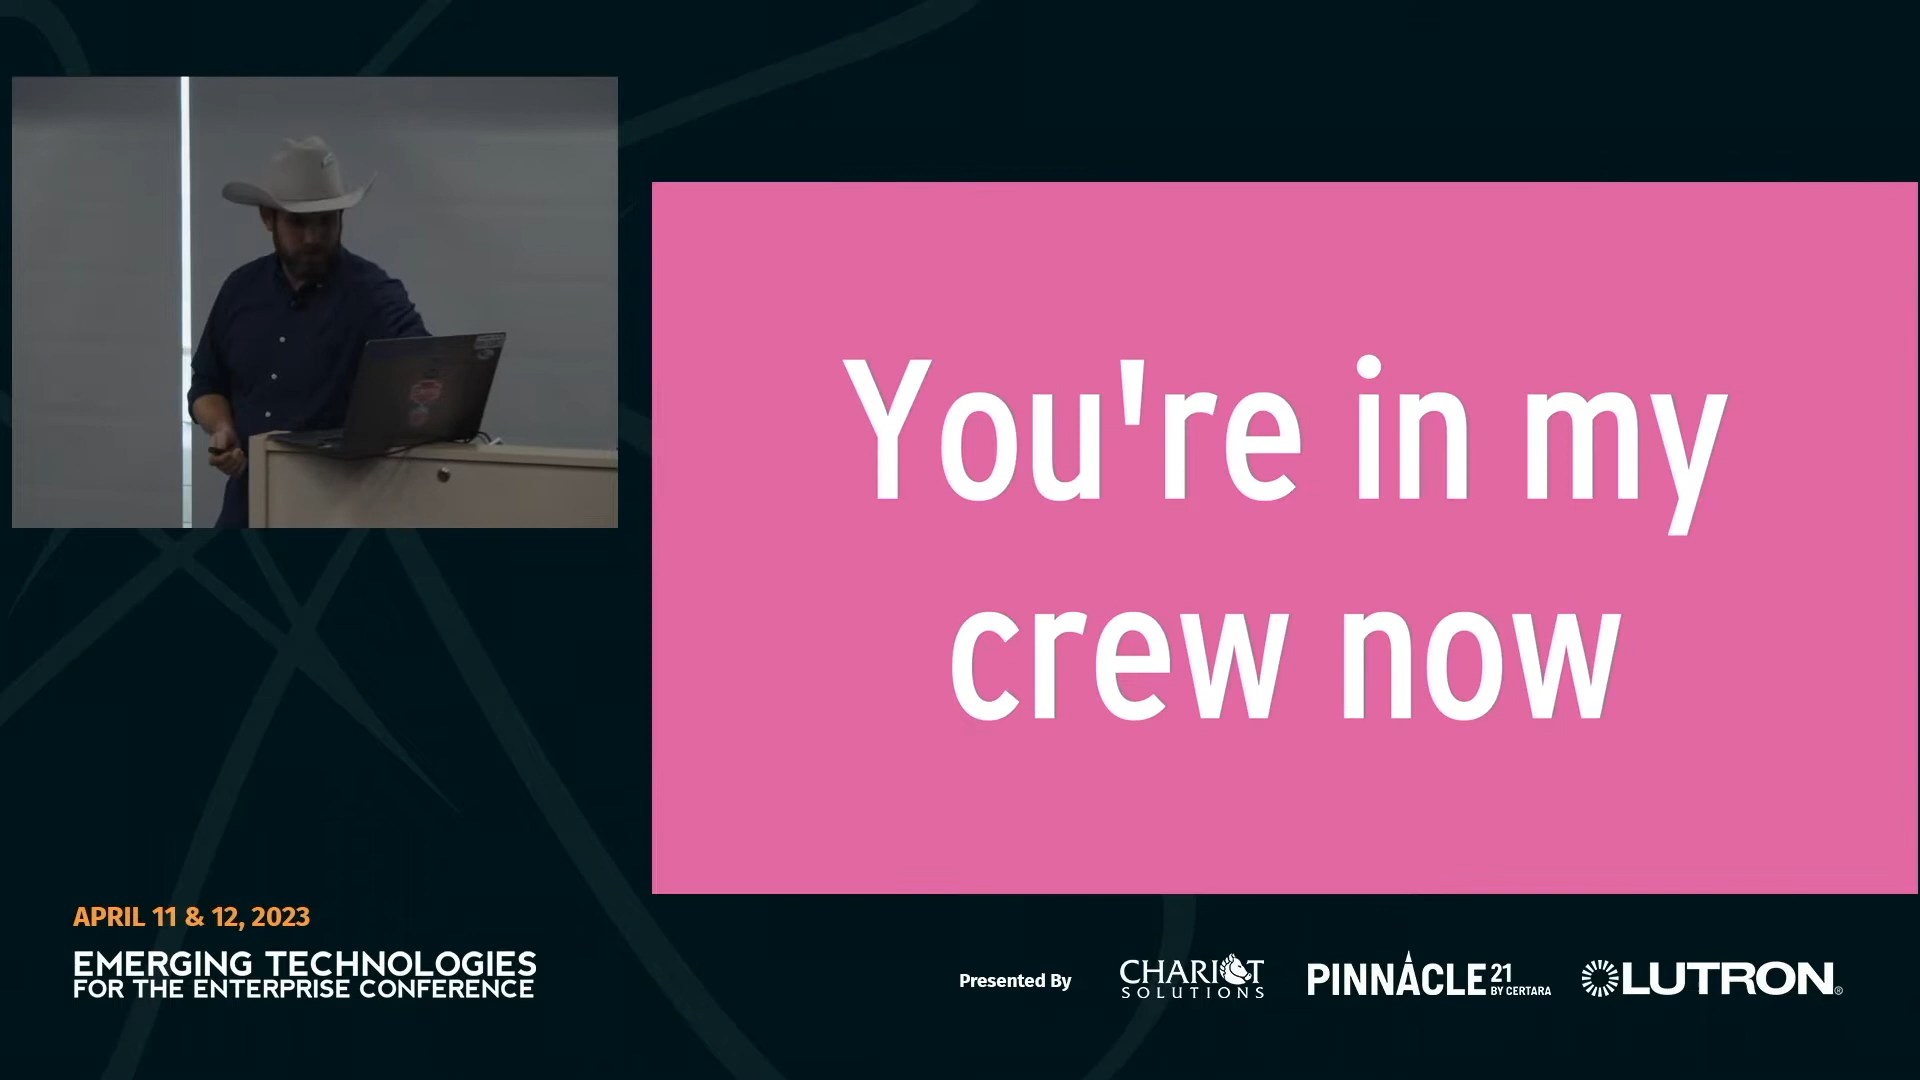 You're in my
crew now
APRIL 11 & 12, 2023
EMERGING TECHNOLOGIES
FOR THE ENTERPRISE CONFERENCE
Presented By
CHARIOT
SOLUTIONS
PINNACLE 21
BY CERTARA
LUTRON®